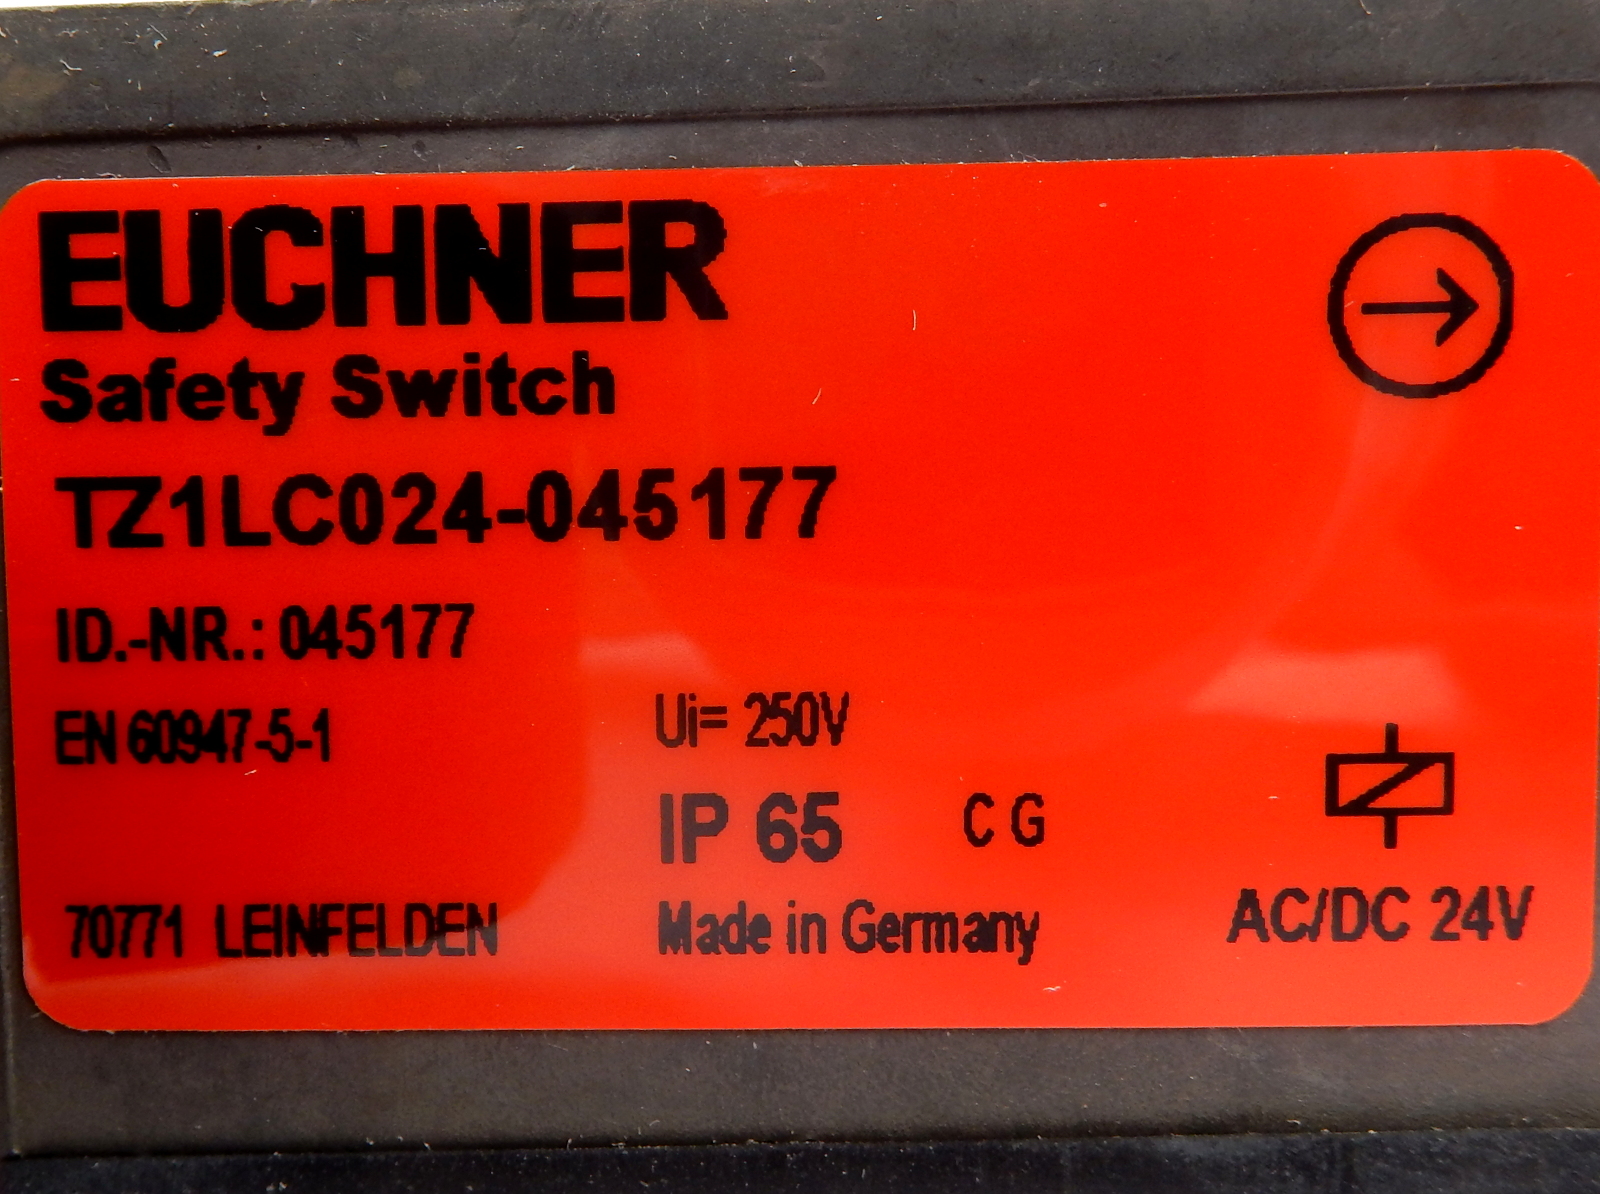 EUCHNER
Safety Switch
TZ1LC024-045177
ID.-NR.: 045177
EN 60947-5-1
Ui= 250V
IP 65 C G
70771 LEINFELDEN
Made in Germany
AC/DC 24V